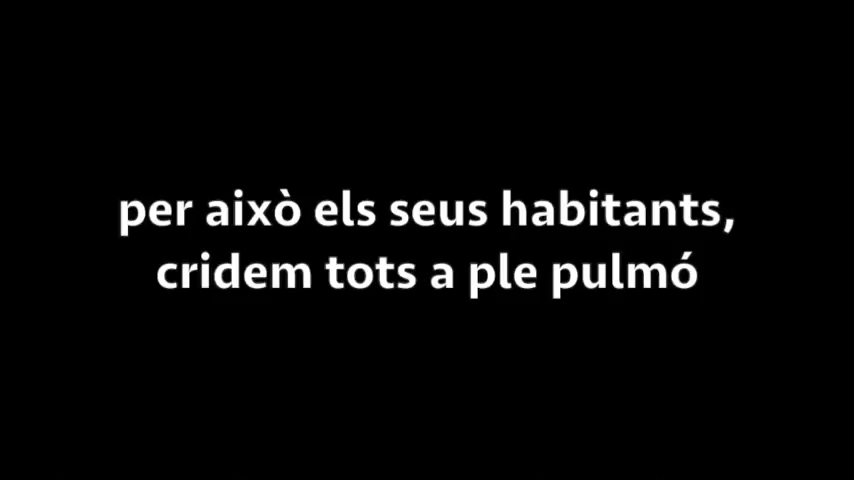 per això els seus habitants,
cridem tots a ple pulmó